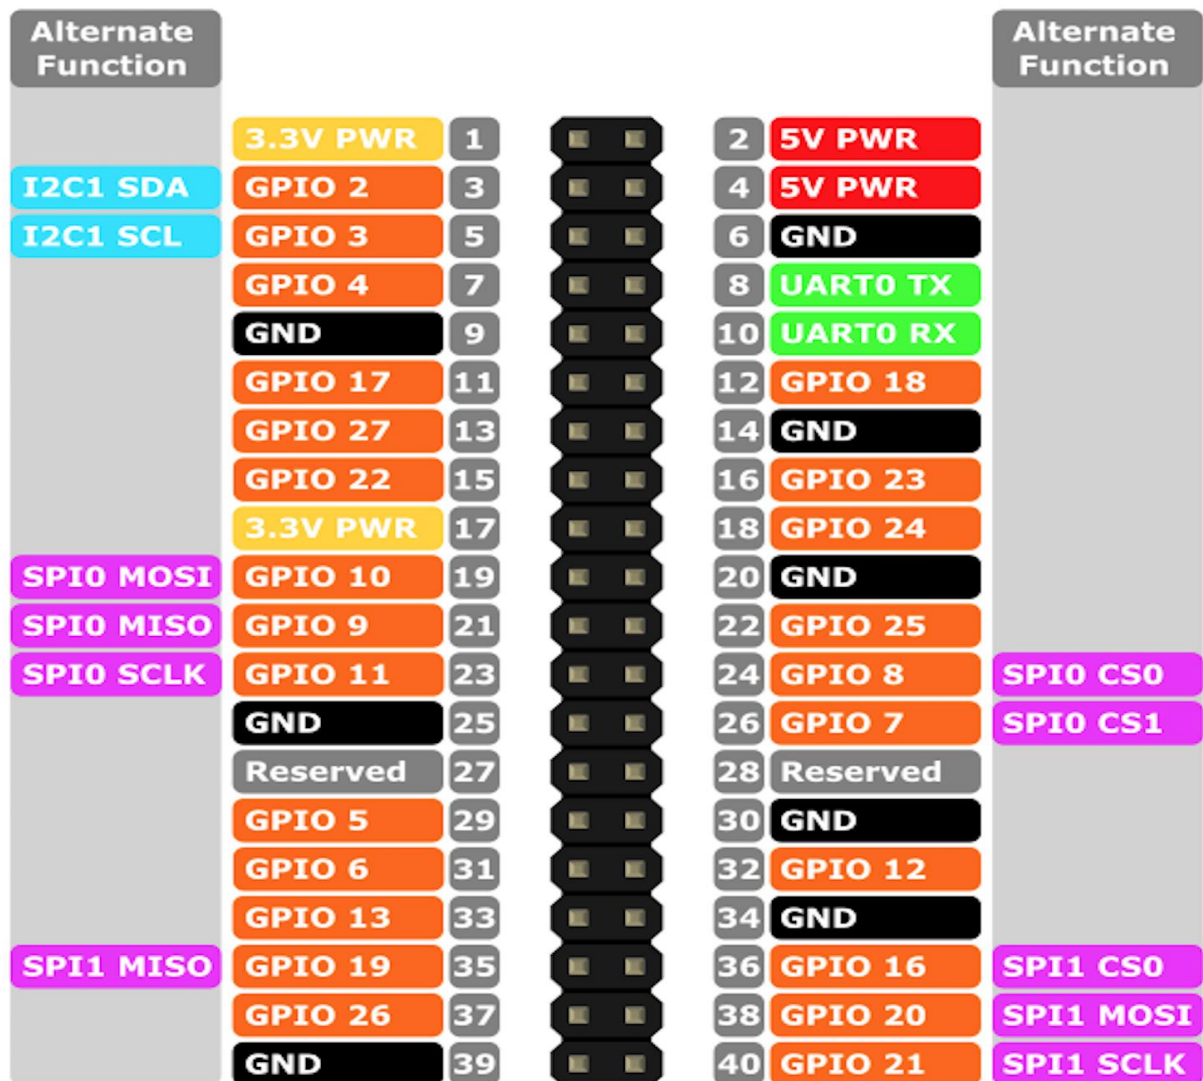 Alternate
Function
Alternate
Function
3.3V PWR 1 2 5V PWR
I2C1 SDA GPIO 2 3 4 5V PWR
I2C1 SCL GPIO 3 5 6 GND
GPIO 4 7 8 UART0 TX
GND 9 10 UART0 RX
GPIO 17 11 12 GPIO 18
GPIO 27 13 14 GND
GPIO 22 15 16 GPIO 23
3.3V PWR 17 18 GPIO 24
SPI0 MOSI GPIO 10 19 20 GND
SPI0 MISO GPIO 9 21 22 GPIO 25
SPI0 SCLK GPIO 11 23 24 GPIO 8 SPI0 CS0
GND 25 26 GPIO 7 SPI0 CS1
Reserved 27 28 Reserved
GPIO 5 29 30 GND
GPIO 6 31 32 GPIO 12
GPIO 13 33 34 GND
SPI1 MISO GPIO 19 35 36 GPIO 16 SPI1 CS0
GPIO 26 37 38 GPIO 20 SPI1 MOSI
GND 39 40 GPIO 21 SPI1 SCLK